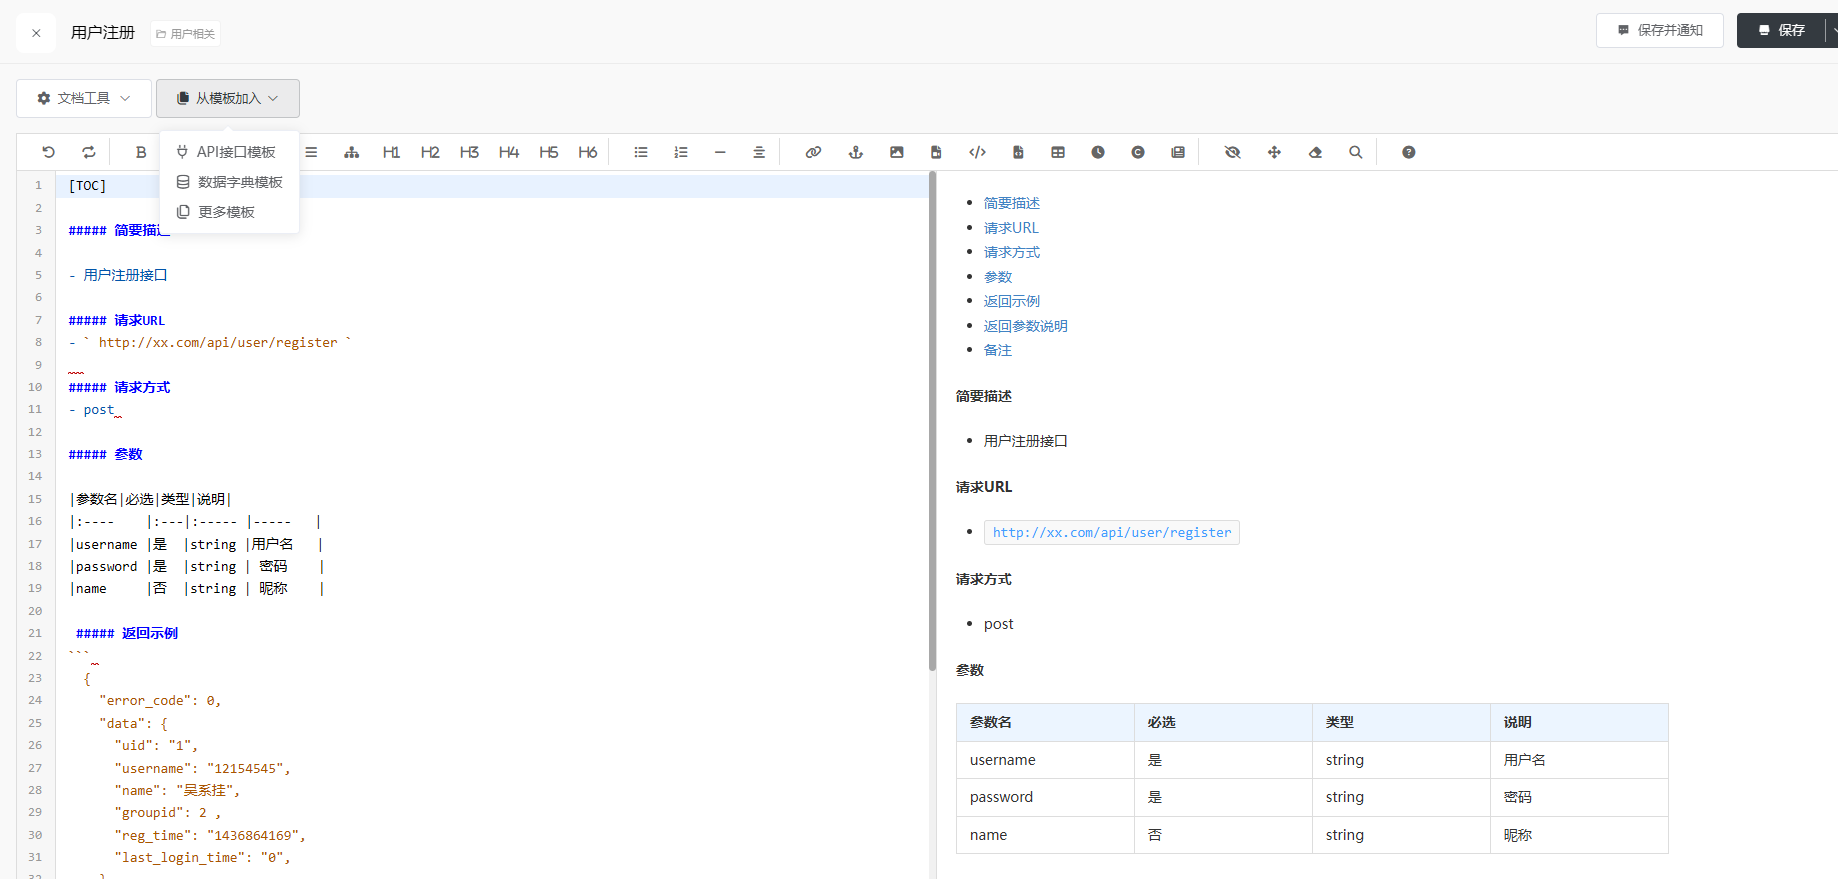 用户注册
用户相关
保存并通知
保存
文档工具
从模板加入
API接口模板
数据字典模板
更多模板
B
H1 H2 H3 H4 H5 H6
1 [TOC]
2
3 ##### 简要描述
4
5 - 用户注册接口
6
7 ##### 请求URL
8 - ` http://xx.com/api/user/register `
9
10 ##### 请求方式
11 - post
12
13 ##### 参数
14
15 |参数名|必选|类型|说明|
16 |:---- |:---|:----- |----- |
17 |username |是 |string |用户名 |
18 |password |是 |string | 密码 |
19 |name |否 |string | 昵称 |
20
21 ##### 返回示例
22 ```
23 {
24 "error_code": 0,
25 "data": {
26 "uid": "1",
27 "username": "12154545",
28 "name": "吴系挂",
29 "groupid": 2 ,
30 "reg_time": "1436864169",
31 "last_login_time": "0",
32 }
简要描述
请求URL
请求方式
参数
返回示例
返回参数说明
备注
简要描述
用户注册接口
请求URL
http://xx.com/api/user/register
请求方式
post
参数
参数名 必选 类型 说明
username 是 string 用户名
password 是 string 密码
name 否 string 昵称